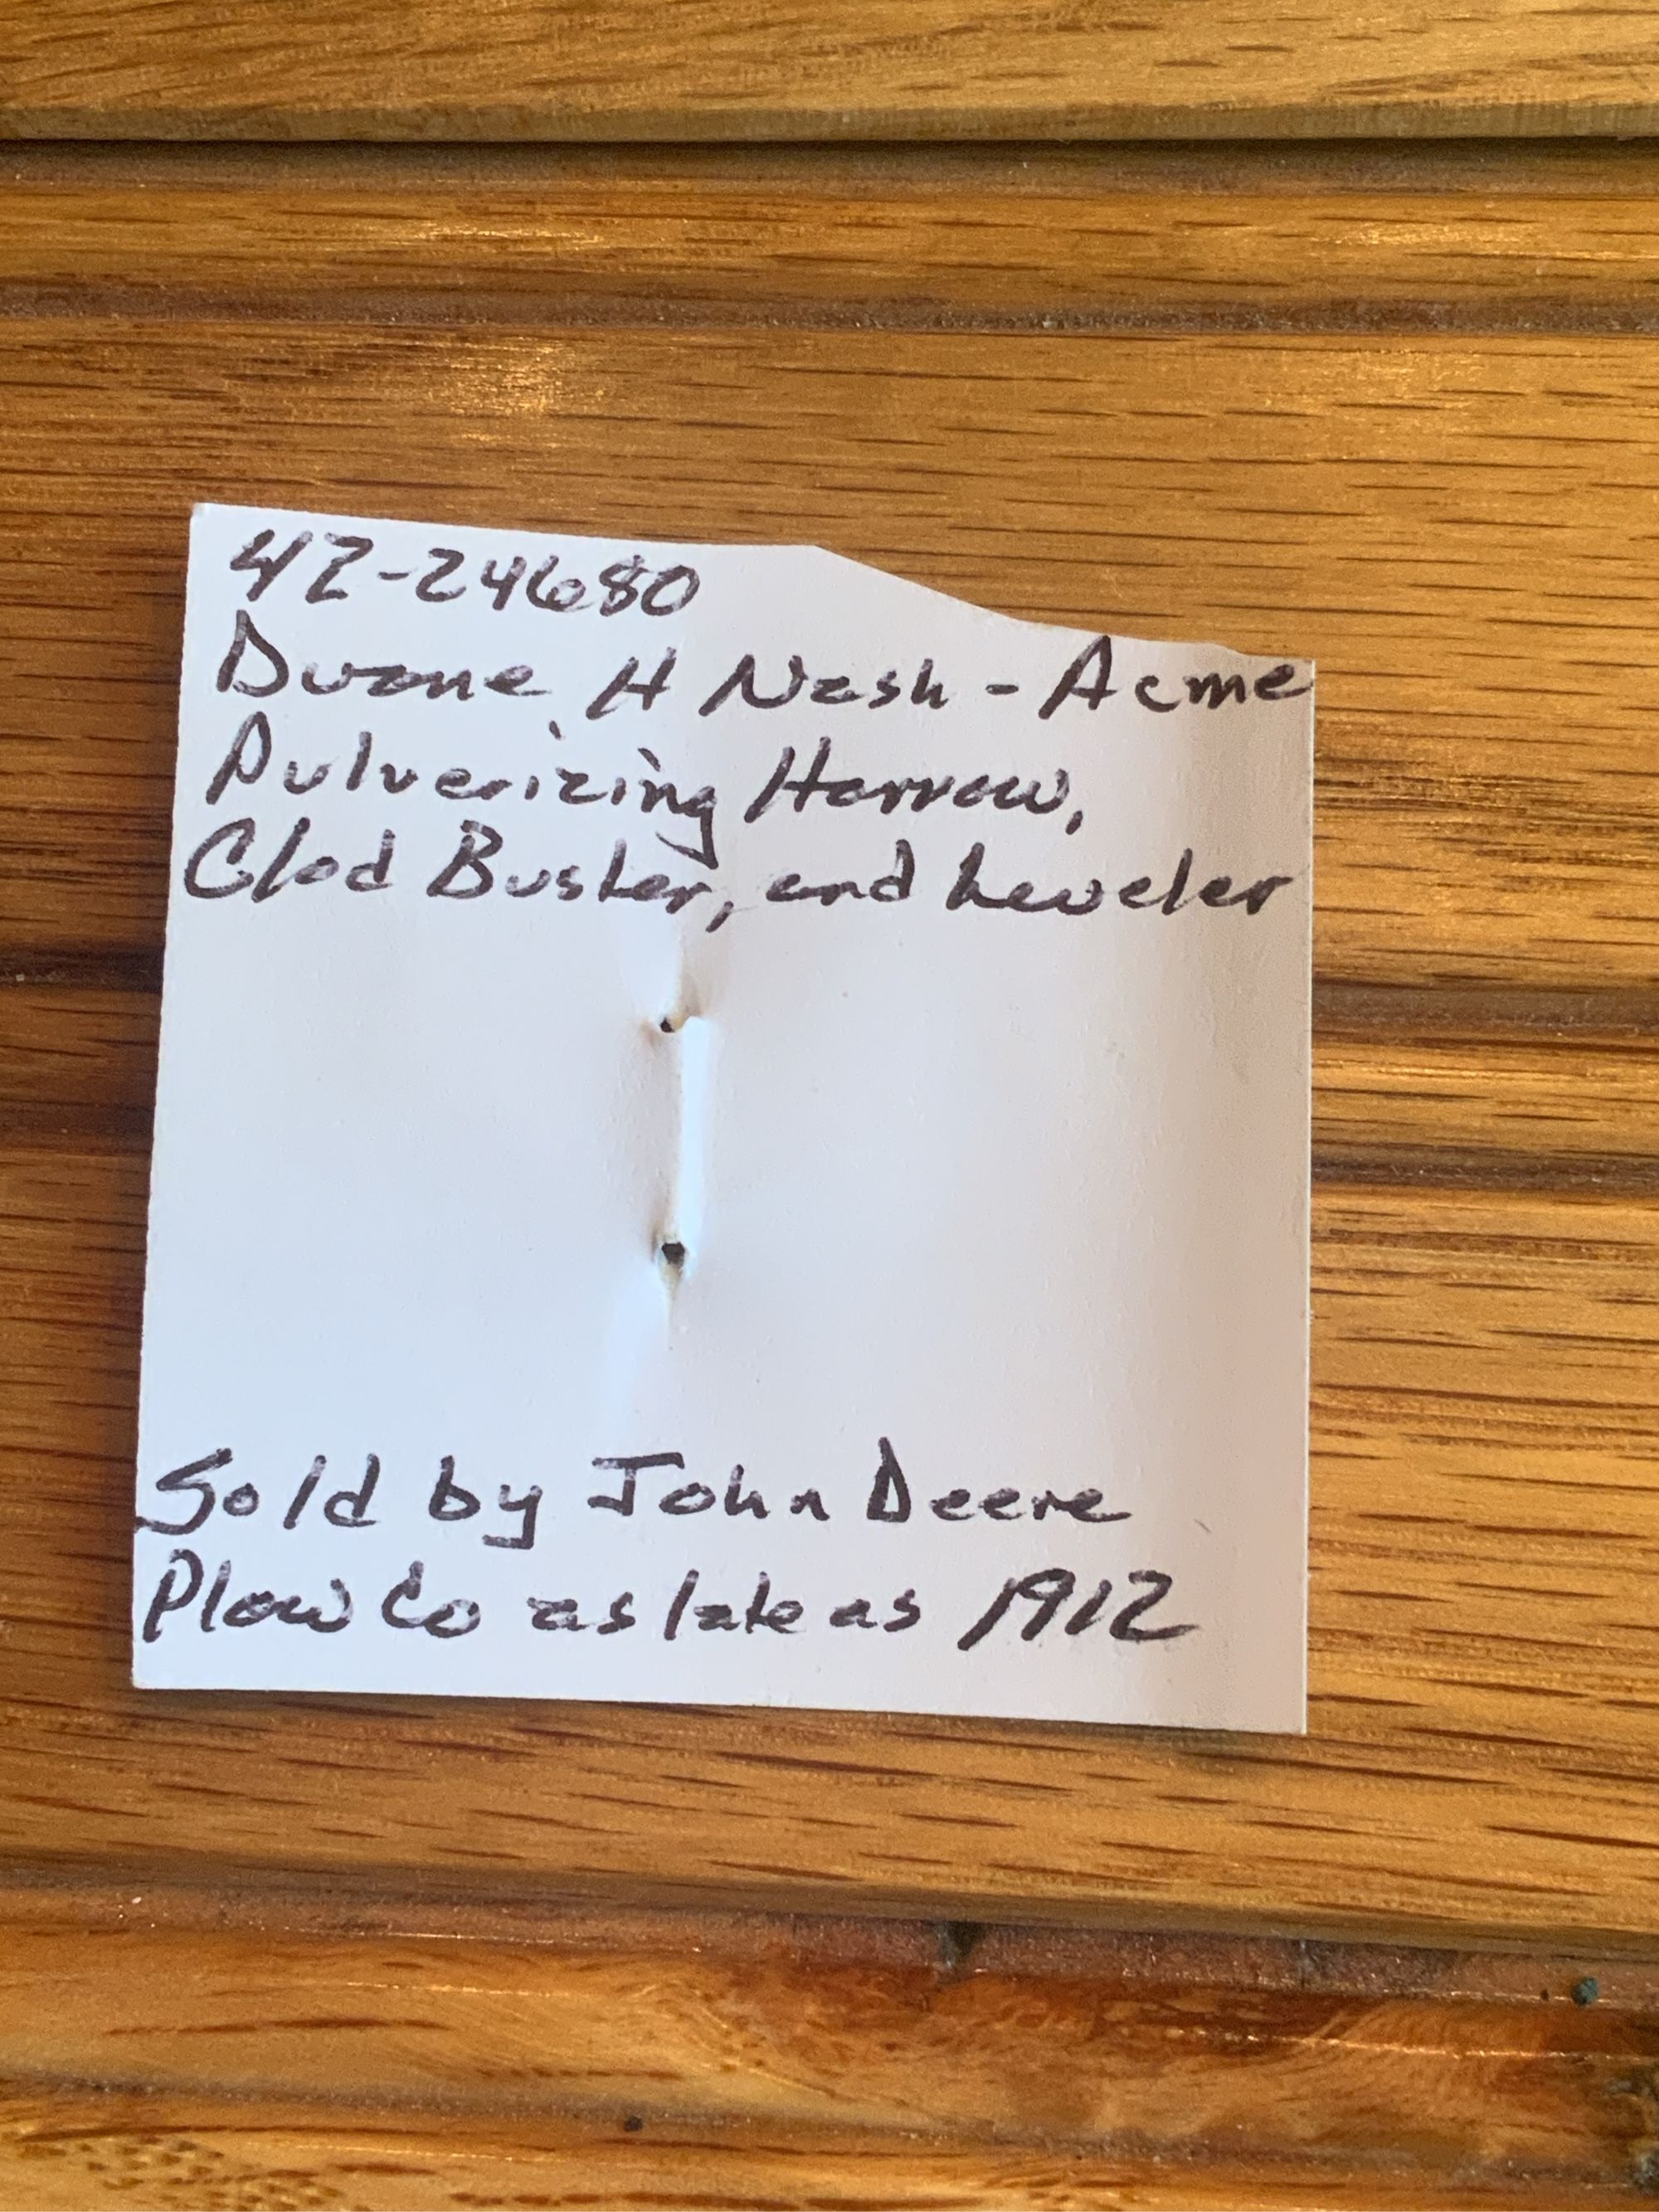 42-24680
Duane H Nash - Acme
Pulverizing Harrow,
Clod Buster, and Leveler
Sold by John Deere
Plow Co as late as 1912